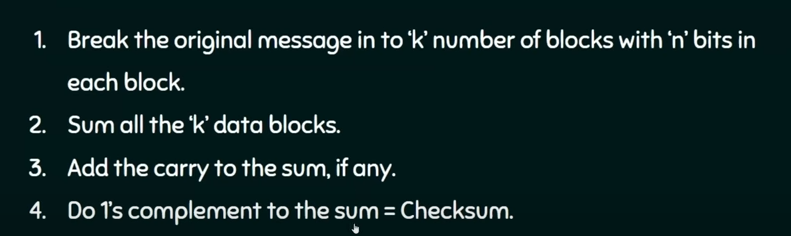 1. Break the original message in to ‘k’ number of blocks with ‘n’ bits in
each block.
2. Sum all the ‘k’ data blocks.
3. Add the carry to the sum, if any.
4. Do 1’s complement to the sum = Checksum.